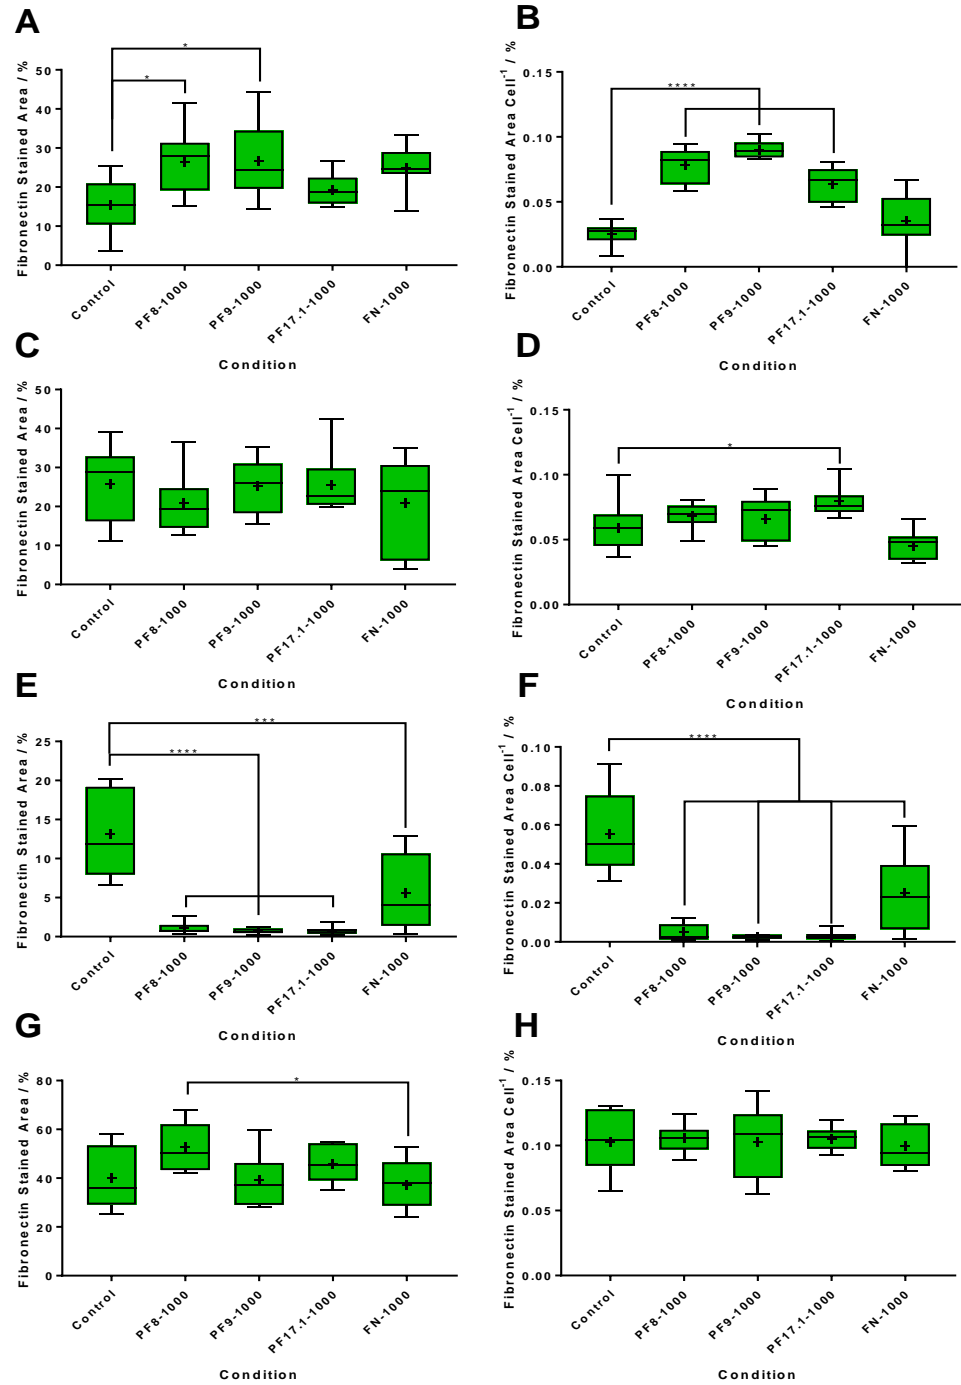 A
Fibronectin Stained Area / %
50
40
30
20
10
0
*
*
Control
PF8-1000
PF9-1000
PF17.1-1000
FN-1000
Condition
B
Fibronectin Stained Area Cell⁻¹ / %
0.15
0.10
0.05
0.00
****
Control
PF8-1000
PF9-1000
PF17.1-1000
FN-1000
Condition
C
Fibronectin Stained Area / %
50
40
30
20
10
0
Control
PF8-1000
PF9-1000
PF17.1-1000
FN-1000
Condition
D
Fibronectin Stained Area Cell⁻¹ / %
0.15
0.10
0.05
0.00
*
Control
PF8-1000
PF9-1000
PF17.1-1000
FN-1000
Condition
E
Fibronectin Stained Area / %
25
20
15
10
5
0
***
****
Control
PF8-1000
PF9-1000
PF17.1-1000
FN-1000
Condition
F
Fibronectin Stained Area Cell⁻¹ / %
0.10
0.08
0.06
0.04
0.02
0.00
****
Control
PF8-1000
PF9-1000
PF17.1-1000
FN-1000
Condition
G
Fibronectin Stained Area / %
80
60
40
20
0
*
Control
PF8-1000
PF9-1000
PF17.1-1000
FN-1000
Condition
H
Fibronectin Stained Area Cell⁻¹ / %
0.15
0.10
0.05
0.00
Control
PF8-1000
PF9-1000
PF17.1-1000
FN-1000
Condition